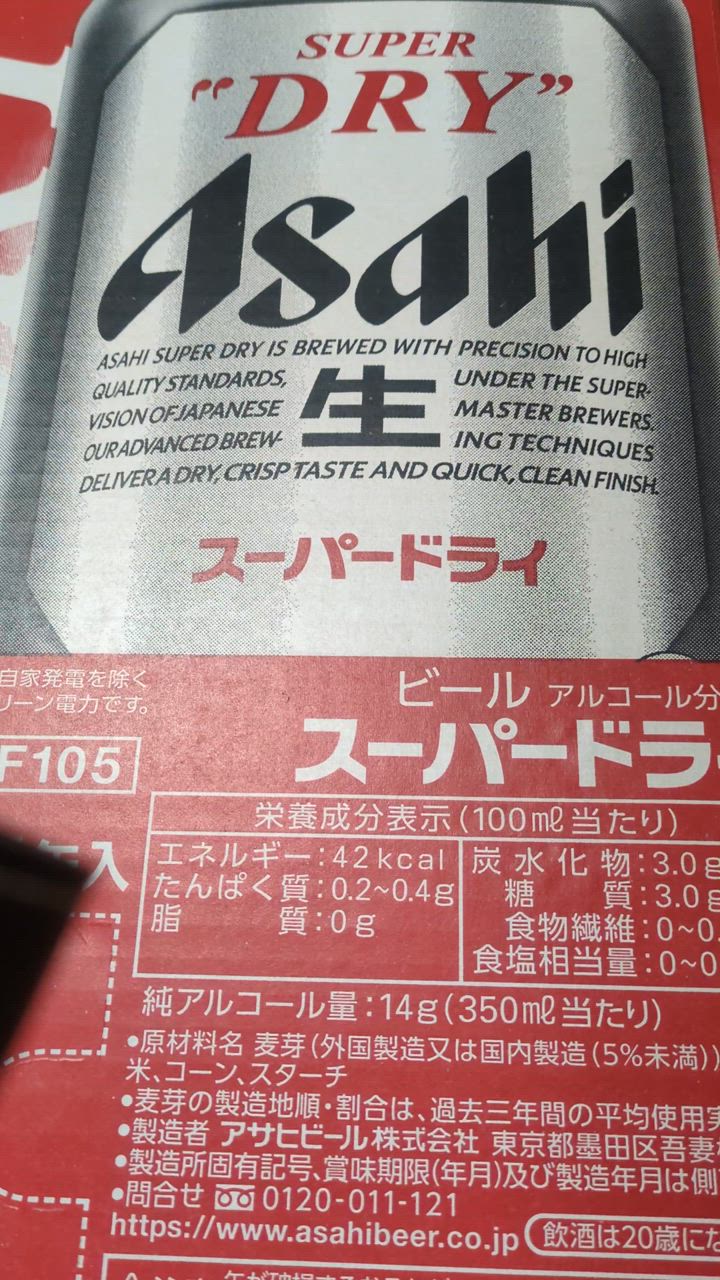 SUPER
"DRY"
Asahi
ASAHI SUPER DRY IS BREWED WITH PRECISION TO HIGH
QUALITY STANDARDS, UNDER THE SUPER-
生
VISION OF JAPANESE MASTER BREWERS.
OUR ADVANCED BREW- ING TECHNIQUES
DELIVER A DRY, CRISP TASTE AND QUICK, CLEAN FINISH.
スーパードライ
自家発電を除く
リーン電力です。
F105
入
ビール アルコール分
スーパードラ
栄養成分表示(100ml当たり)
エネルギー:42kcal 炭水化物:3.0g
たんぱく質:0.2~0.4g 糖質:3.0g
脂質:0g 食物繊維:0~0.
食塩相当量:0~0
純アルコール量:14g(350ml当たり)
•原材料名 麦芽(外国製造又は国内製造(5%未満))
米、コーン、スターチ
•麦芽の製造地順・割合は、過去三年間の平均使用実
•製造者 アサヒビール株式会社 東京都墨田区吾妻
•製造所固有記号、賞味期限(年月)及び製造年月は側
•問合せ 0120-011-121
https://www.asahibeer.co.jp 飲酒は20歳にな